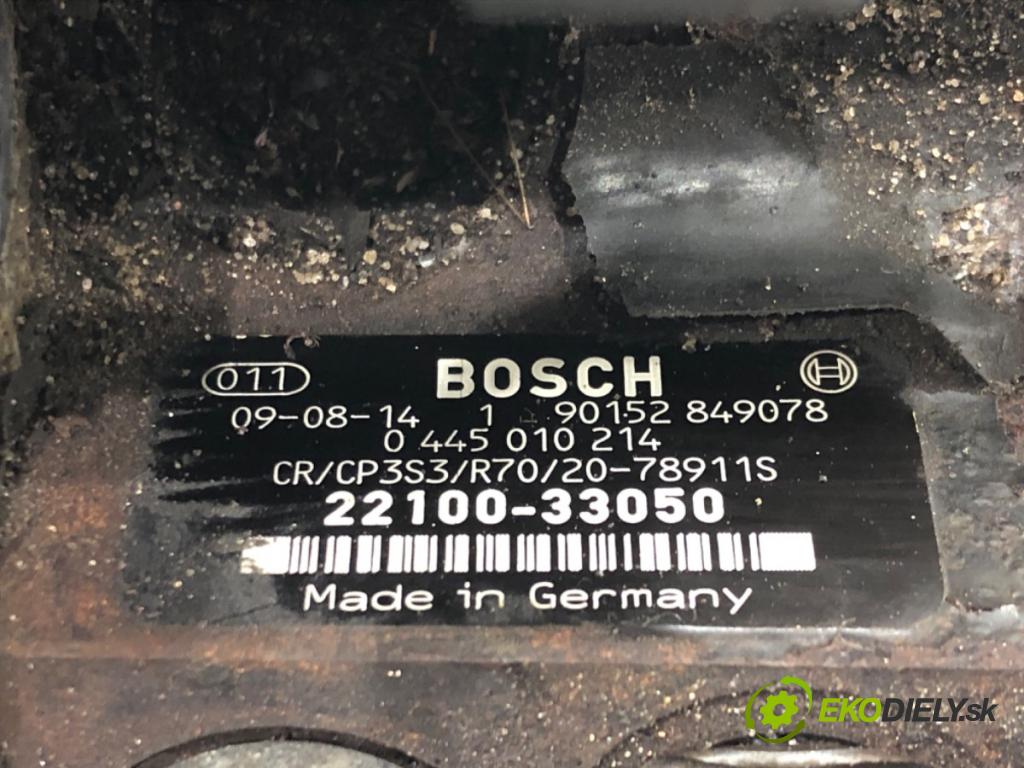 011 BOSCH
09-08-14 1 90152 849078
0 445 010 214
CR/CP3S3/R70/20-78911S
22100-33050
Made in Germany
EKODIELY.sk